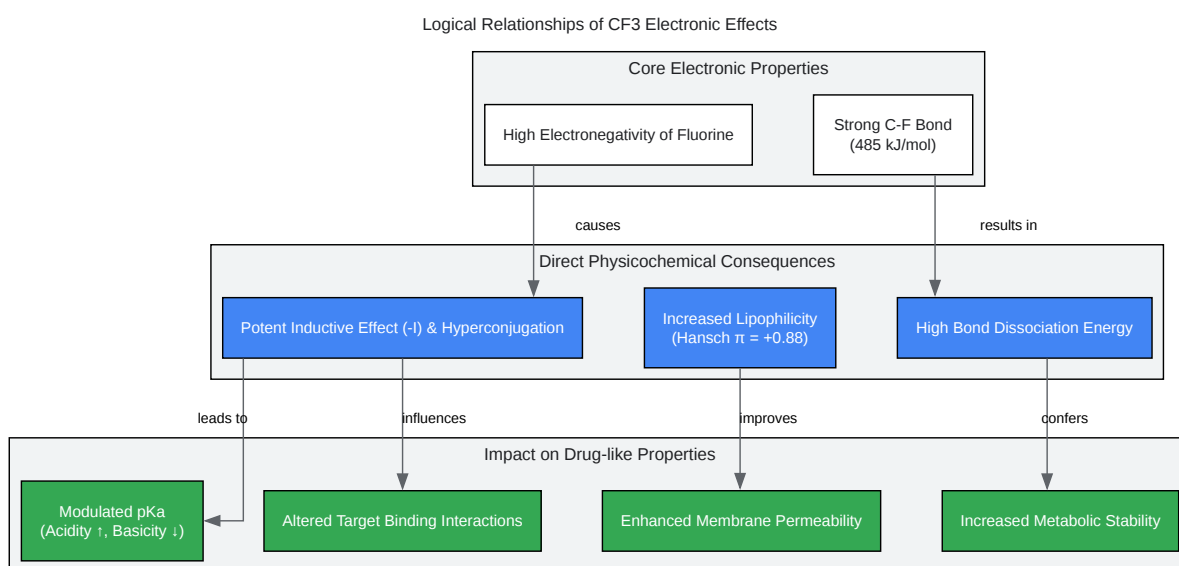 Logical Relationships of CF3 Electronic Effects
Core Electronic Properties
High Electronegativity of Fluorine
Strong C-F Bond
(485 kJ/mol)
causes
results in
Direct Physicochemical Consequences
Potent Inductive Effect (-I) & Hyperconjugation
Increased Lipophilicity
(Hansch π = +0.88)
High Bond Dissociation Energy
leads to
influences
improves
confers
Impact on Drug-like Properties
Modulated pKa
(Acidity ↑, Basicity ↓)
Altered Target Binding Interactions
Enhanced Membrane Permeability
Increased Metabolic Stability